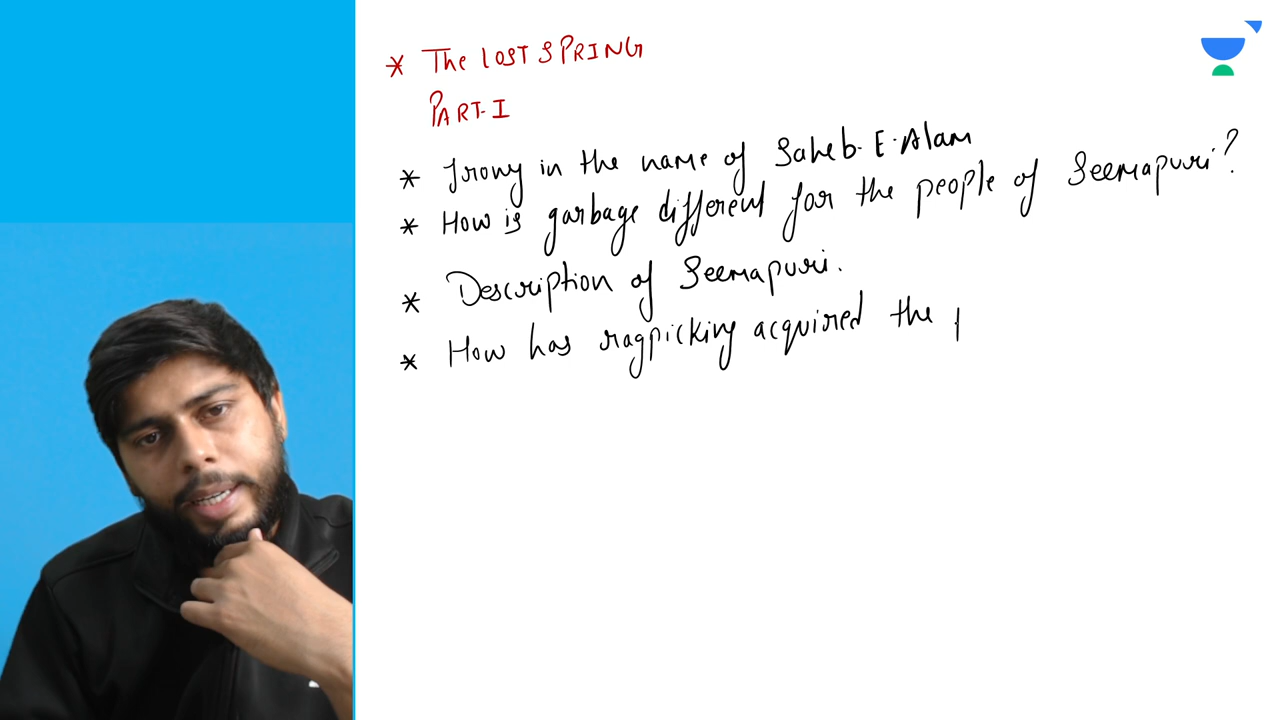 * The LOST SPRING
PART-I
* Irony in the name of Saheb-E-Alam
* How is garbage different for the people of Seemapuri?
* Description of Seemapuri.
* How has ragpicking acquired the